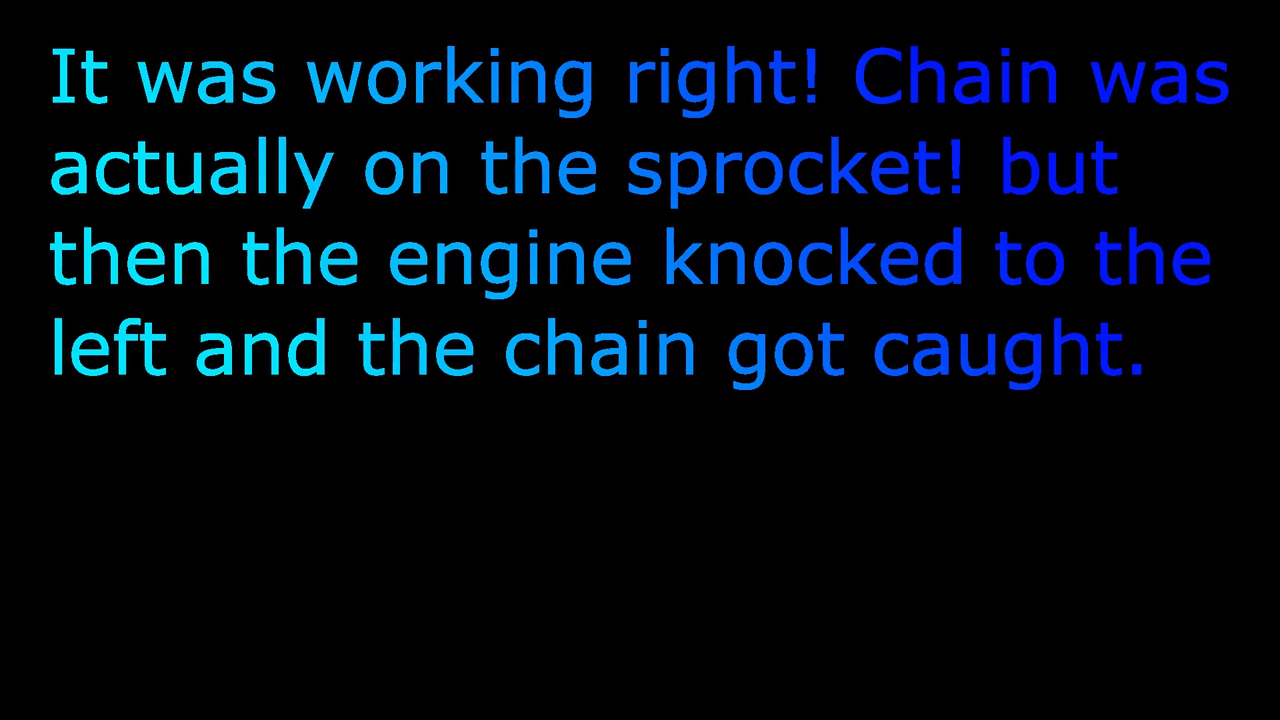 It was working right! Chain was
actually on the sprocket! but
then the engine knocked to the
left and the chain got caught.